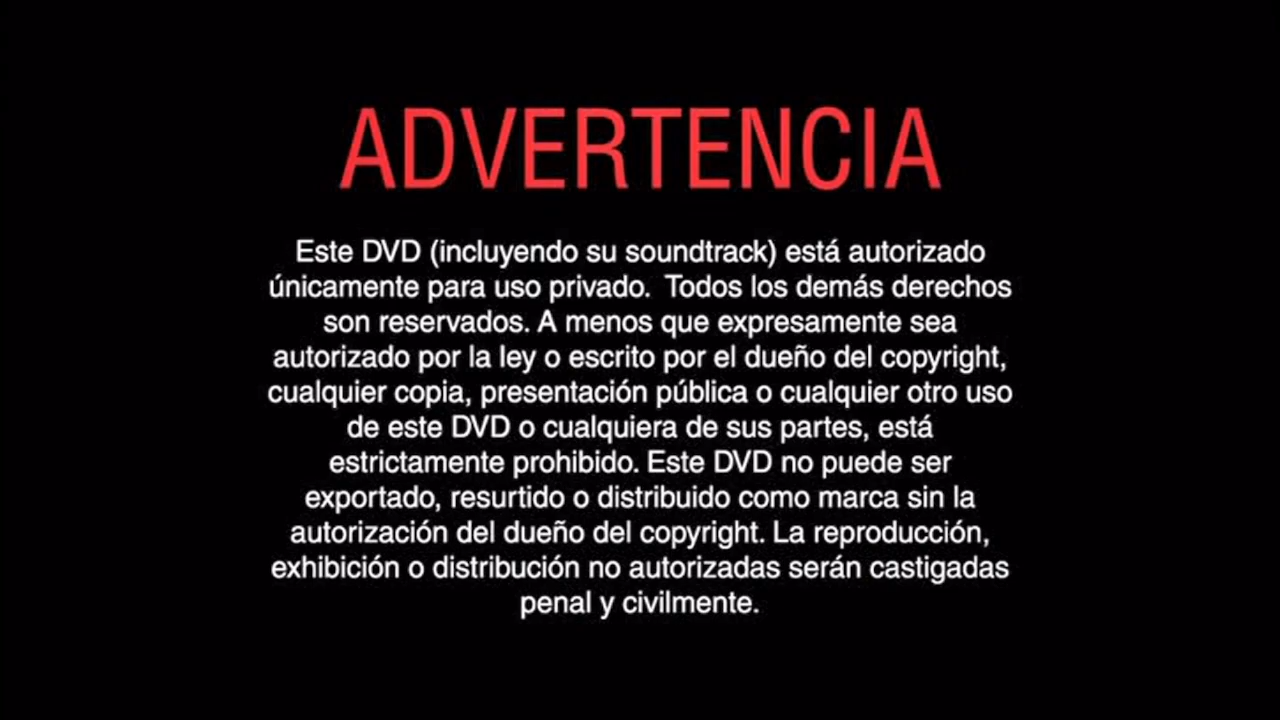 ADVERTENCIA
Este DVD (incluyendo su soundtrack) está autorizado
únicamente para uso privado.  Todos los demás derechos
son reservados. A menos que expresamente sea
autorizado por la ley o escrito por el dueño del copyright,
cualquier copia, presentación pública o cualquier otro uso
de este DVD o cualquiera de sus partes, está
estrictamente prohibido. Este DVD no puede ser
exportado, resurtido o distribuido como marca sin la
autorización del dueño del copyright. La reproducción,
exhibición o distribución no autorizadas serán castigadas
penal y civilmente.